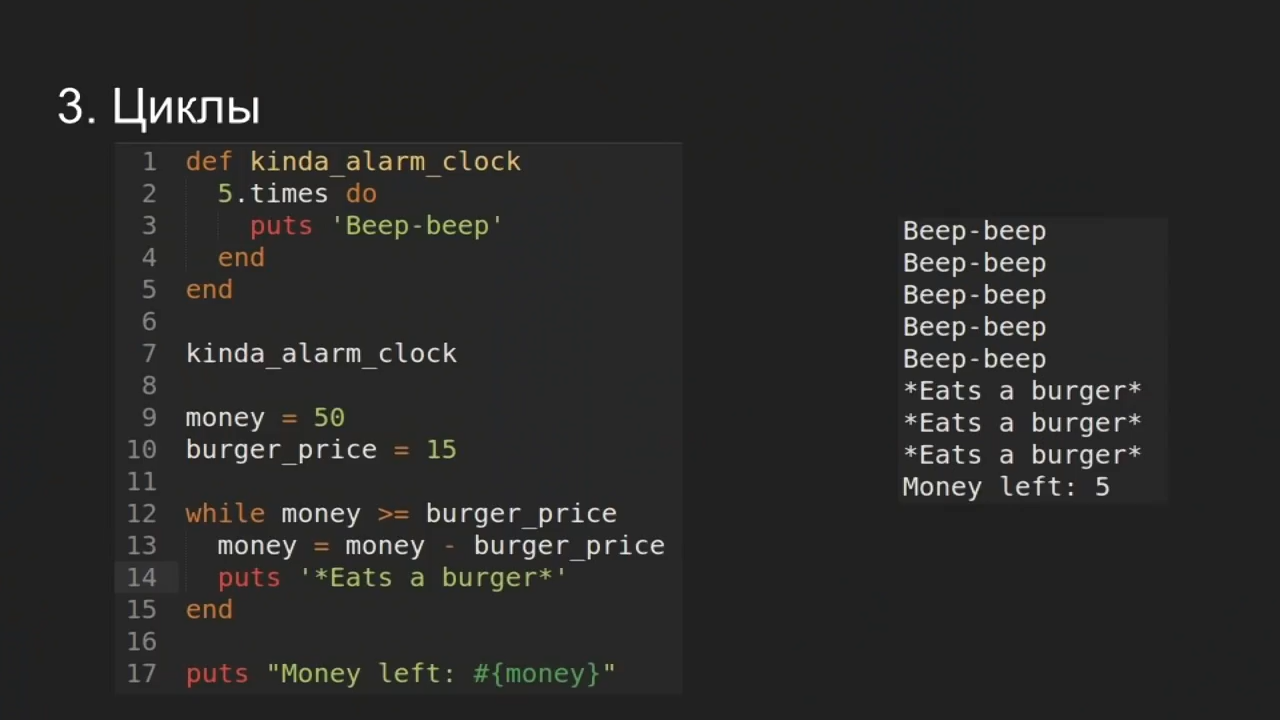 3. Циклы
1 def kinda_alarm_clock
2   5.times do
3     puts 'Beep-beep'
4   end
5 end
6
7 kinda_alarm_clock
8
9 money = 50
10 burger_price = 15
11
12 while money >= burger_price
13   money = money - burger_price
14   puts '*Eats a burger*'
15 end
16
17 puts "Money left: #{money}"
Beep-beep
Beep-beep
Beep-beep
Beep-beep
Beep-beep
*Eats a burger*
*Eats a burger*
*Eats a burger*
Money left: 5